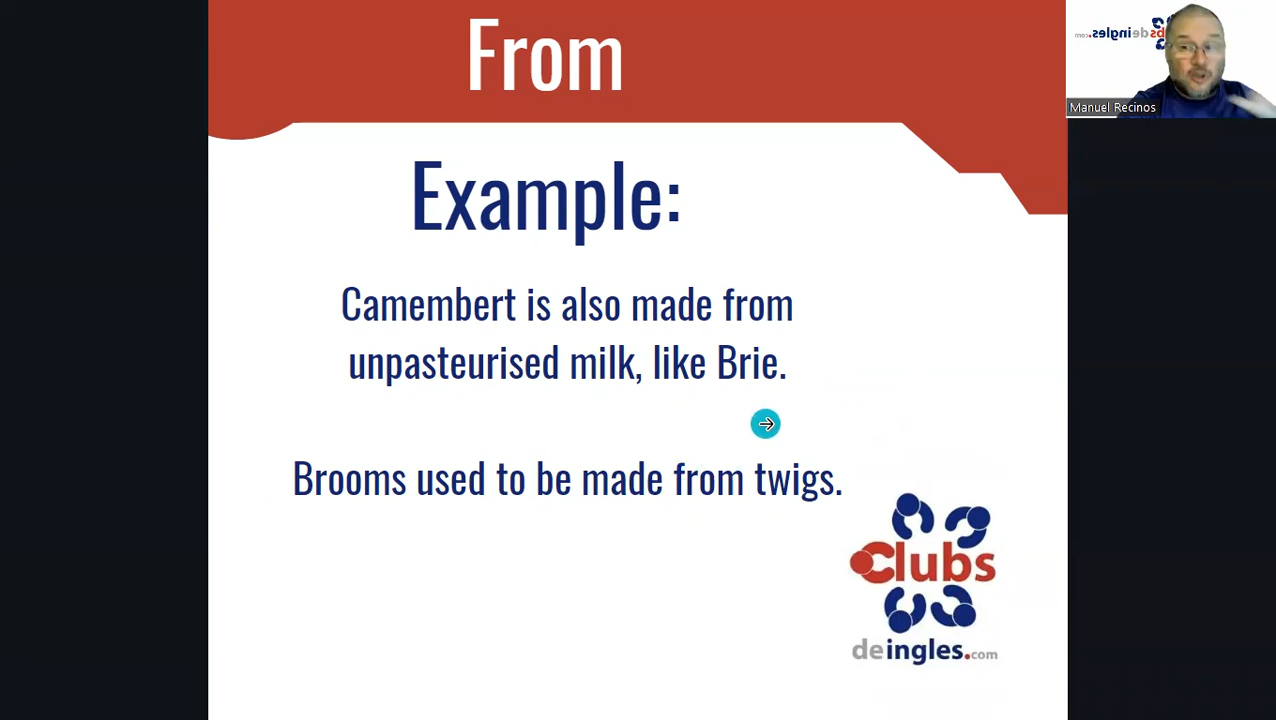 From
Example:
Camembert is also made from
unpasteurised milk, like Brie.
Brooms used to be made from twigs.
Clubs
deingles.com
Manuel Recinos